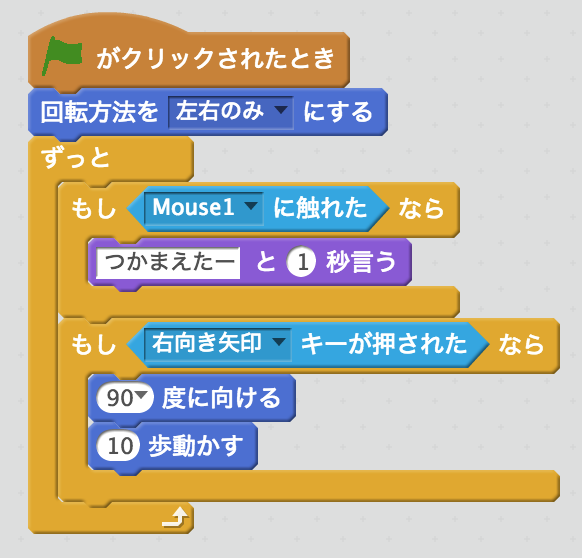 がクリックされたとき
回転方法を 左右のみ にする
ずっと
もし Mouse1 に触れた なら
つかまえたー と 1 秒言う
もし 右向き矢印 キーが押された なら
90 度に向ける
10 歩動かす